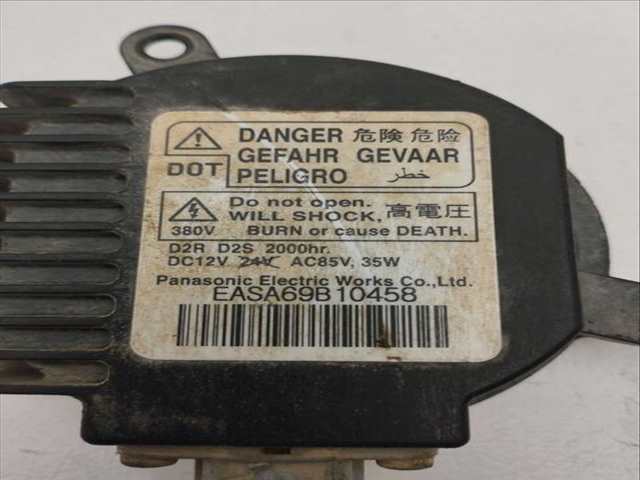 DANGER 危険 危险
DOT GEFAHR GEVAAR
PELIGRO خطر
Do not open.
WILL SHOCK, 高電圧
380V BURN or cause DEATH.
D2R D2S 2000hr.
DC12V, 24V AC85V, 35W
Panasonic Electric Works Co.,Ltd.
EASA69B10458